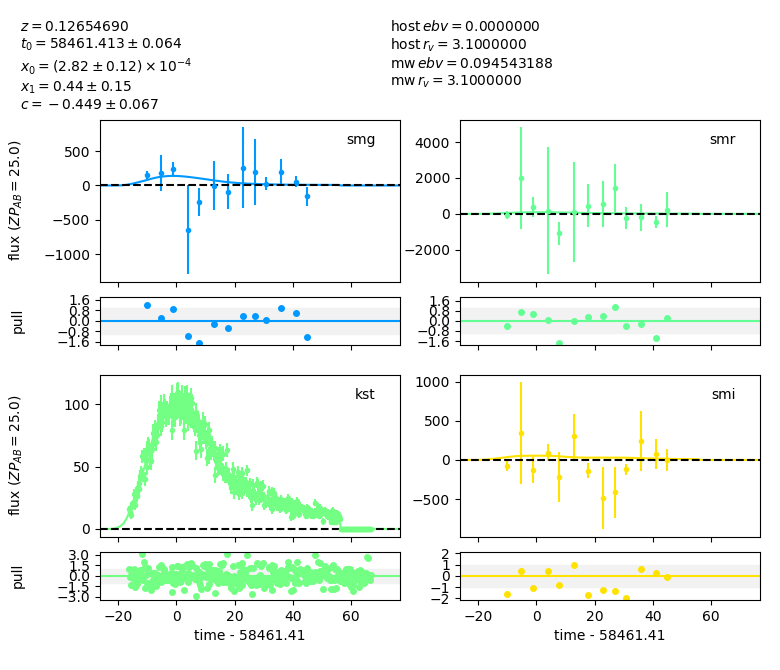 z = 0.12654690
t₀ = 58461.413 ± 0.064
x₀ = (2.82 ± 0.12) × 10⁻⁴
x₁ = 0.44 ± 0.15
c = −0.449 ± 0.067
host ebv = 0.0000000
host r_v = 3.1000000
mw ebv = 0.094543188
mw r_v = 3.1000000
smg
flux (ZP_AB = 25.0)
500
0
−500
−1000
smr
4000
2000
0
−2000
pull
1.6
0.8
0.0
−0.8
−1.6
1.6
0.8
0.0
−0.8
−1.6
kst
flux (ZP_AB = 25.0)
100
50
0
smi
1000
500
0
−500
pull
3.0
1.5
0.0
−1.5
−3.0
2
1
0
−1
−2
−20 0 20 40 60
time - 58461.41
−20 0 20 40 60
time - 58461.41